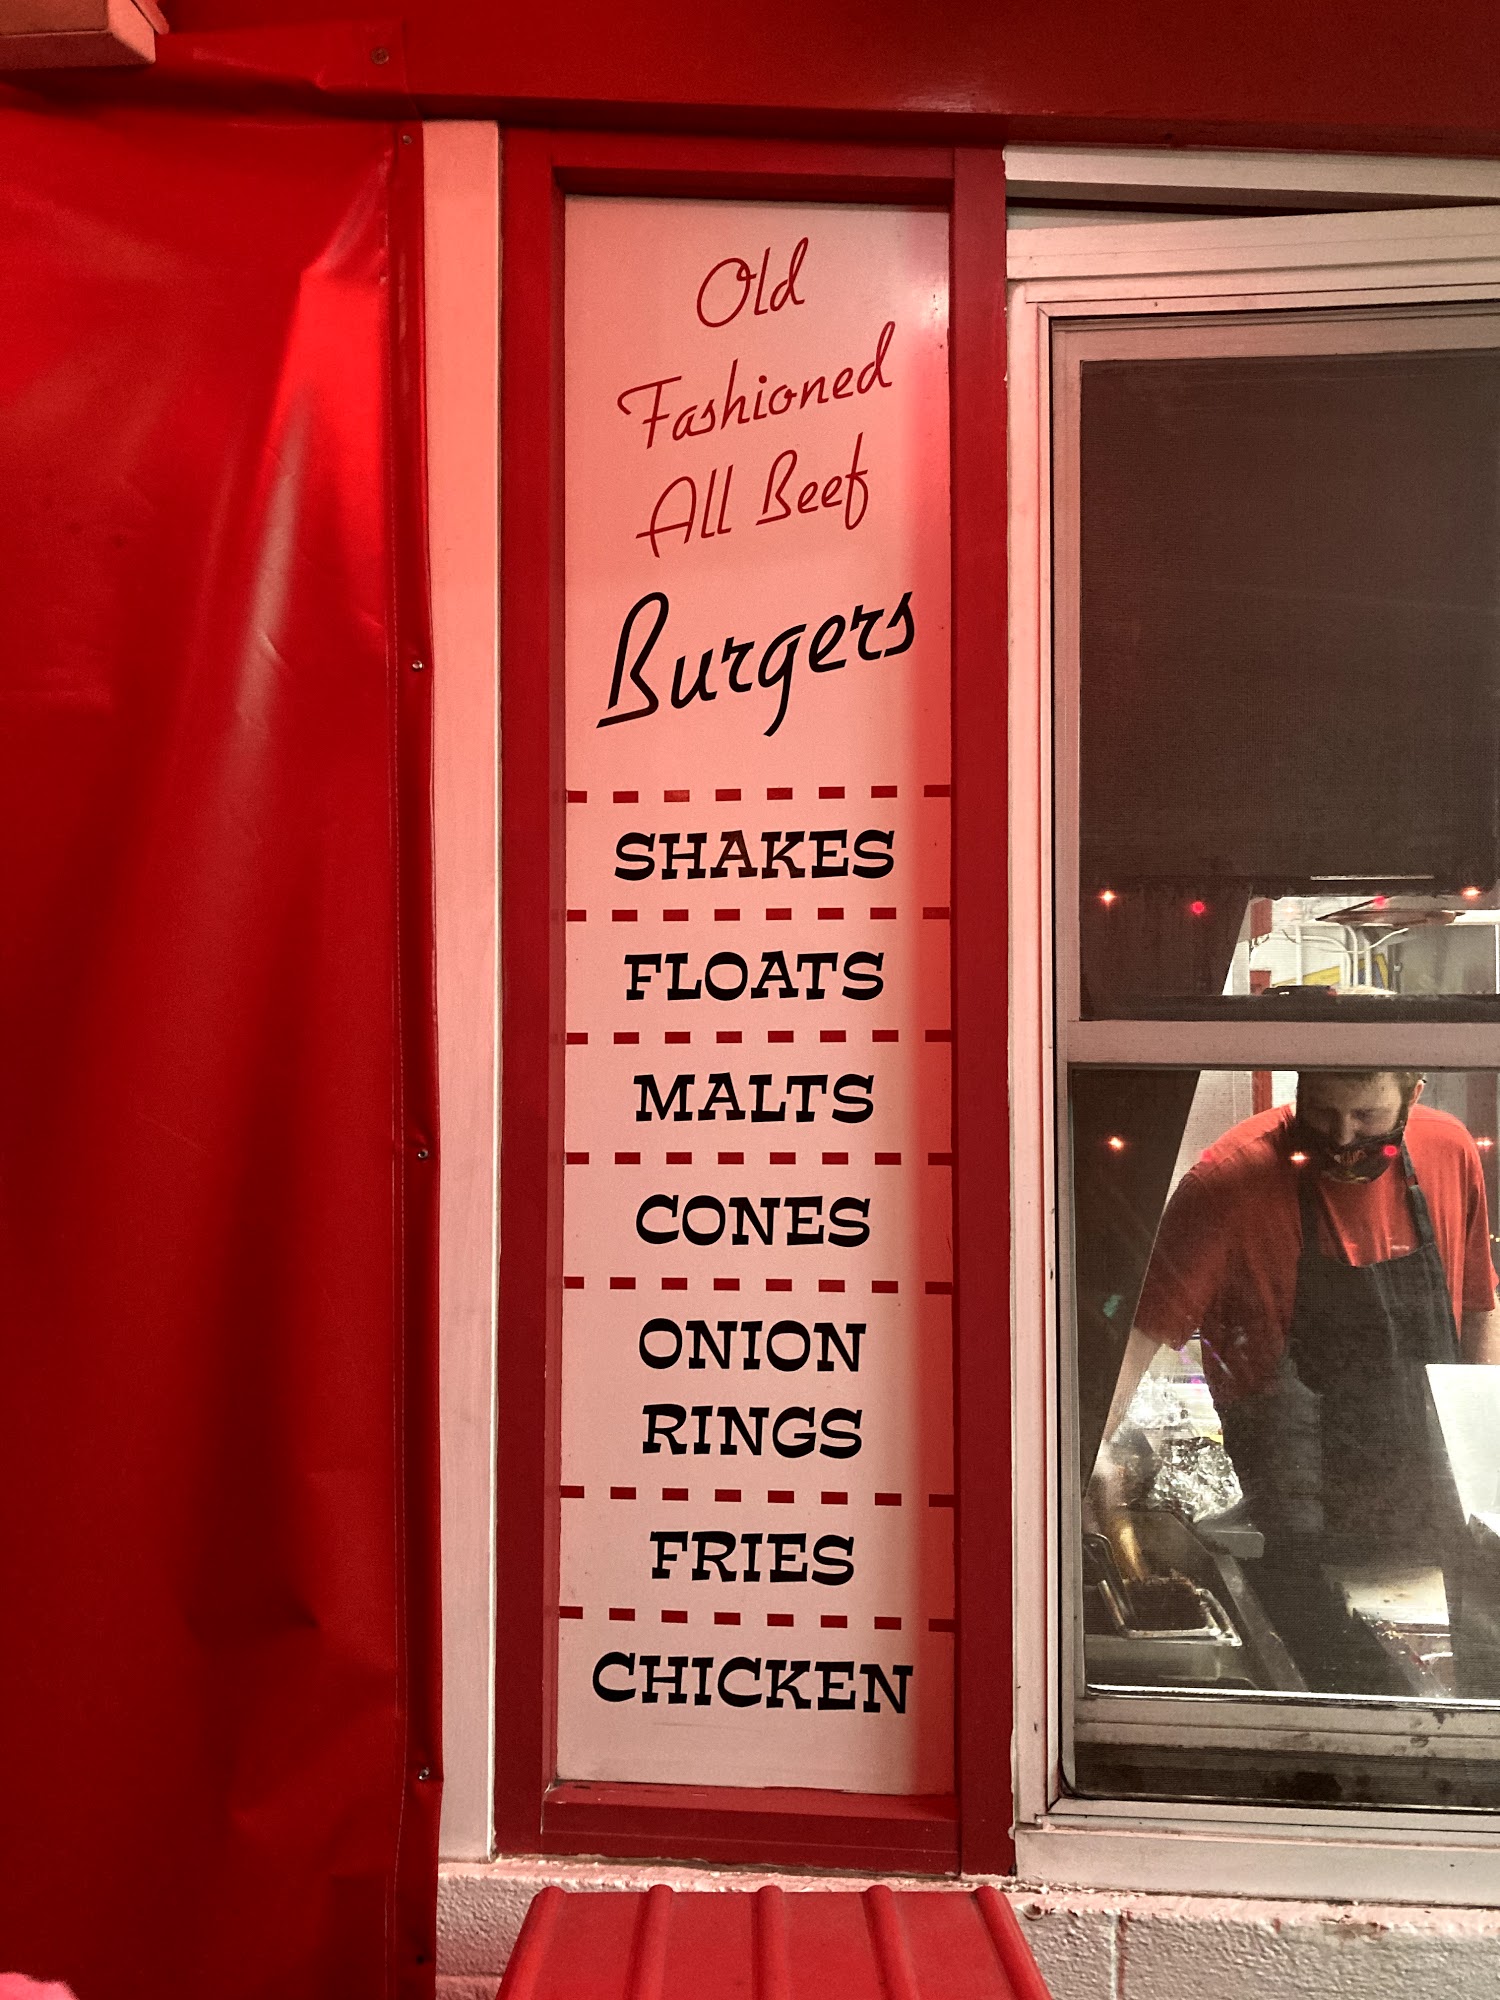 Old
Fashioned
All Beef
Burgers
SHAKES
FLOATS
MALTS
CONES
ONION
RINGS
FRIES
CHICKEN